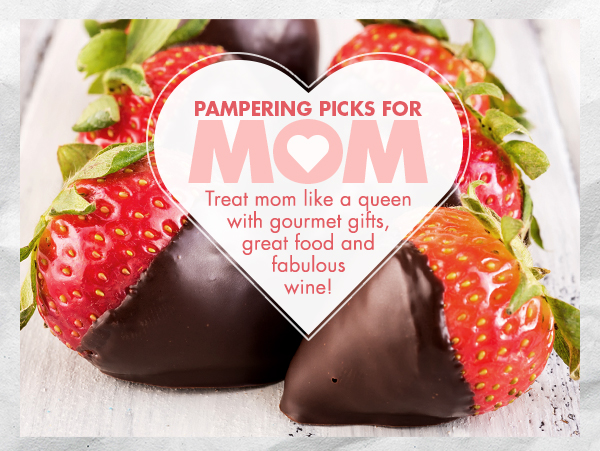 PAMPERING PICKS FOR
MOM
Treat mom like a queen
with gourmet gifts,
great food and
fabulous
wine!